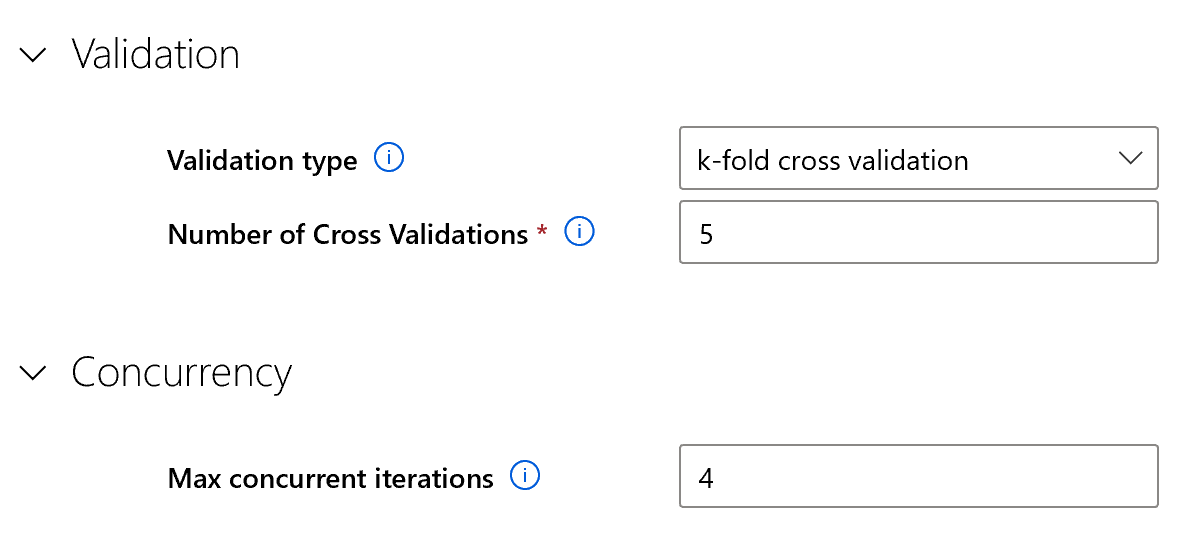 Validation
Validation type k-fold cross validation
Number of Cross Validations * 5
Concurrency
Max concurrent iterations 4